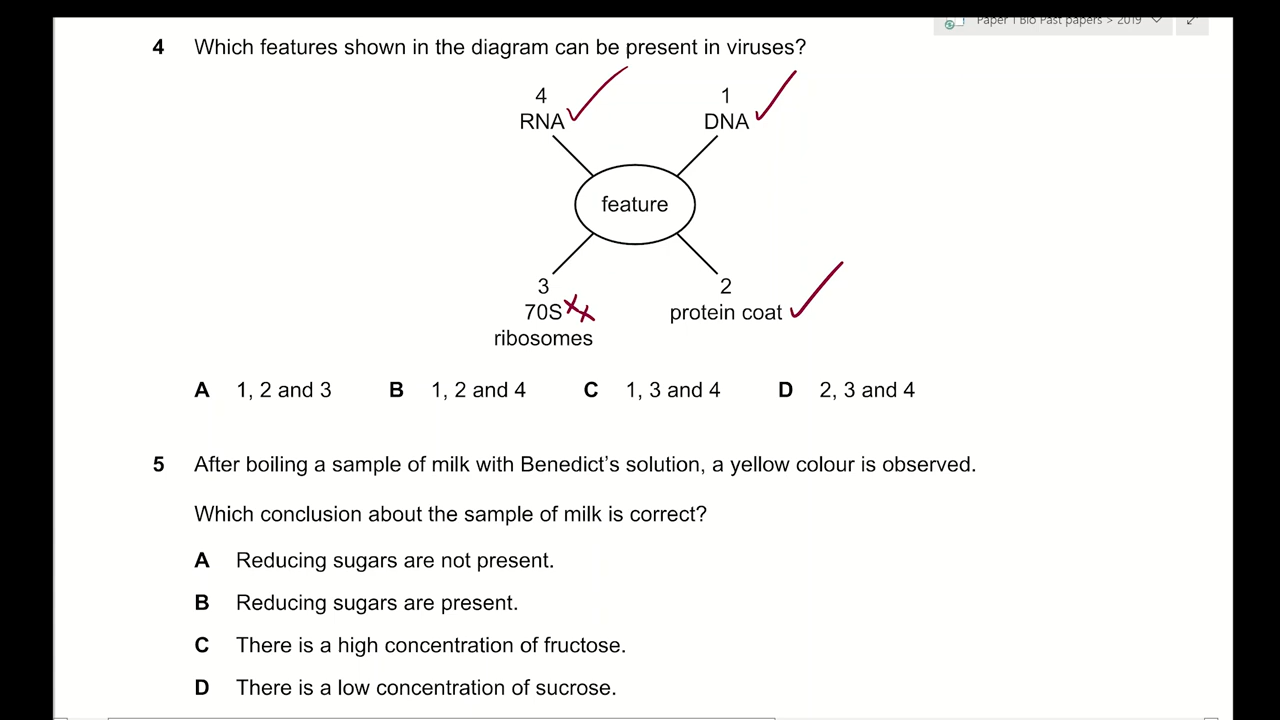 Paper 1 Bio Past papers > 2019
4 Which features shown in the diagram can be present in viruses?
4 1
RNA DNA
feature
3 2
70S protein coat
ribosomes
A 1, 2 and 3 B 1, 2 and 4 C 1, 3 and 4 D 2, 3 and 4
5 After boiling a sample of milk with Benedict's solution, a yellow colour is observed.
Which conclusion about the sample of milk is correct?
A Reducing sugars are not present.
B Reducing sugars are present.
C There is a high concentration of fructose.
D There is a low concentration of sucrose.